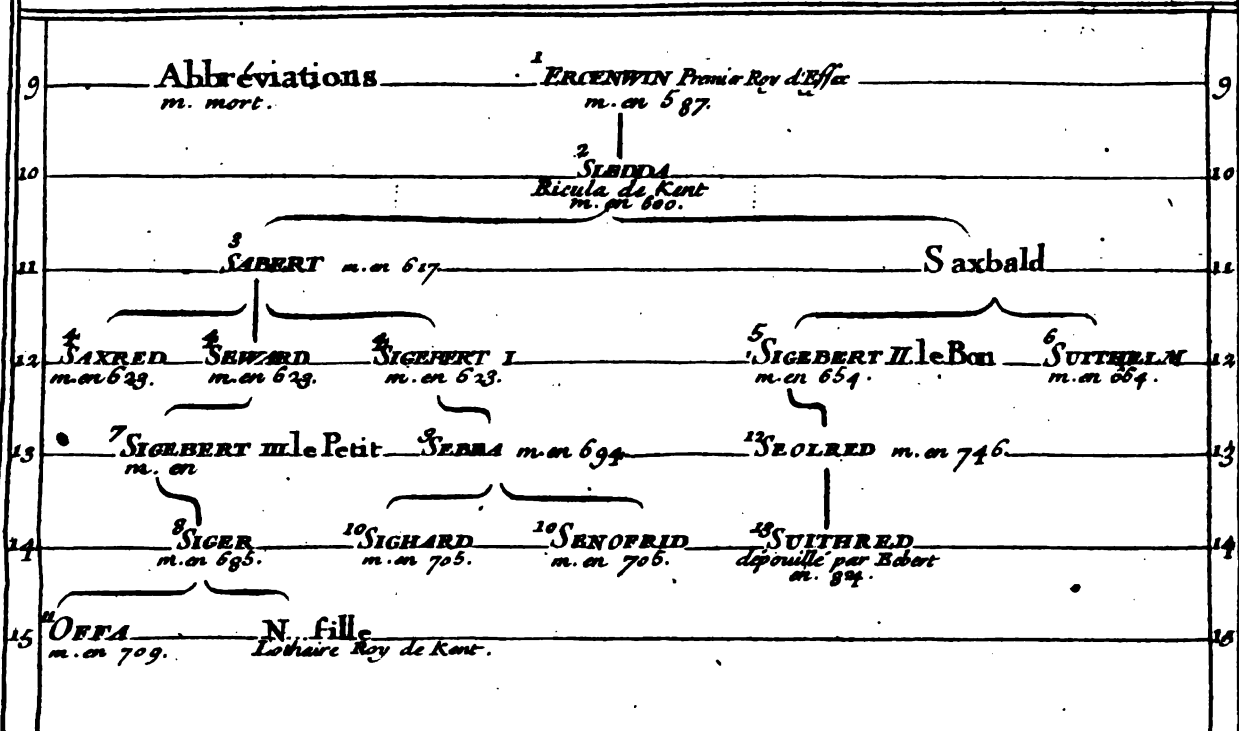 9 Abbréviations 1 ERCENWIN Premier Roy d'Essex 9
m. mort. m. en 587.
2
10 SLEDDA 10
Ricula de Kent
m. en 600.
3
11 SABERT m. en 617. Saxbald 11
4 4 4 5 6
12 SAXRED SEWARD SIGEBERT I SIGEBERT II le Bon SUITHELM 12
m. en 623. m. en 623. m. en 623. m. en 654. m. en 664.
13 7 SIGEBERT III le Petit 9 SEBBA m. en 694 12 SEOLRED m. en 746. 13
m. en
14 8 SIGER 10 SIGHARD 10 SENOFRID 13 SUITHRED 14
m. en 685. m. en 705. m. en 705. dépouillé par Ecbert
en. 824.
15 11 OFFA N. fille 15
m. en 709. Lothaire Roy de Kent.